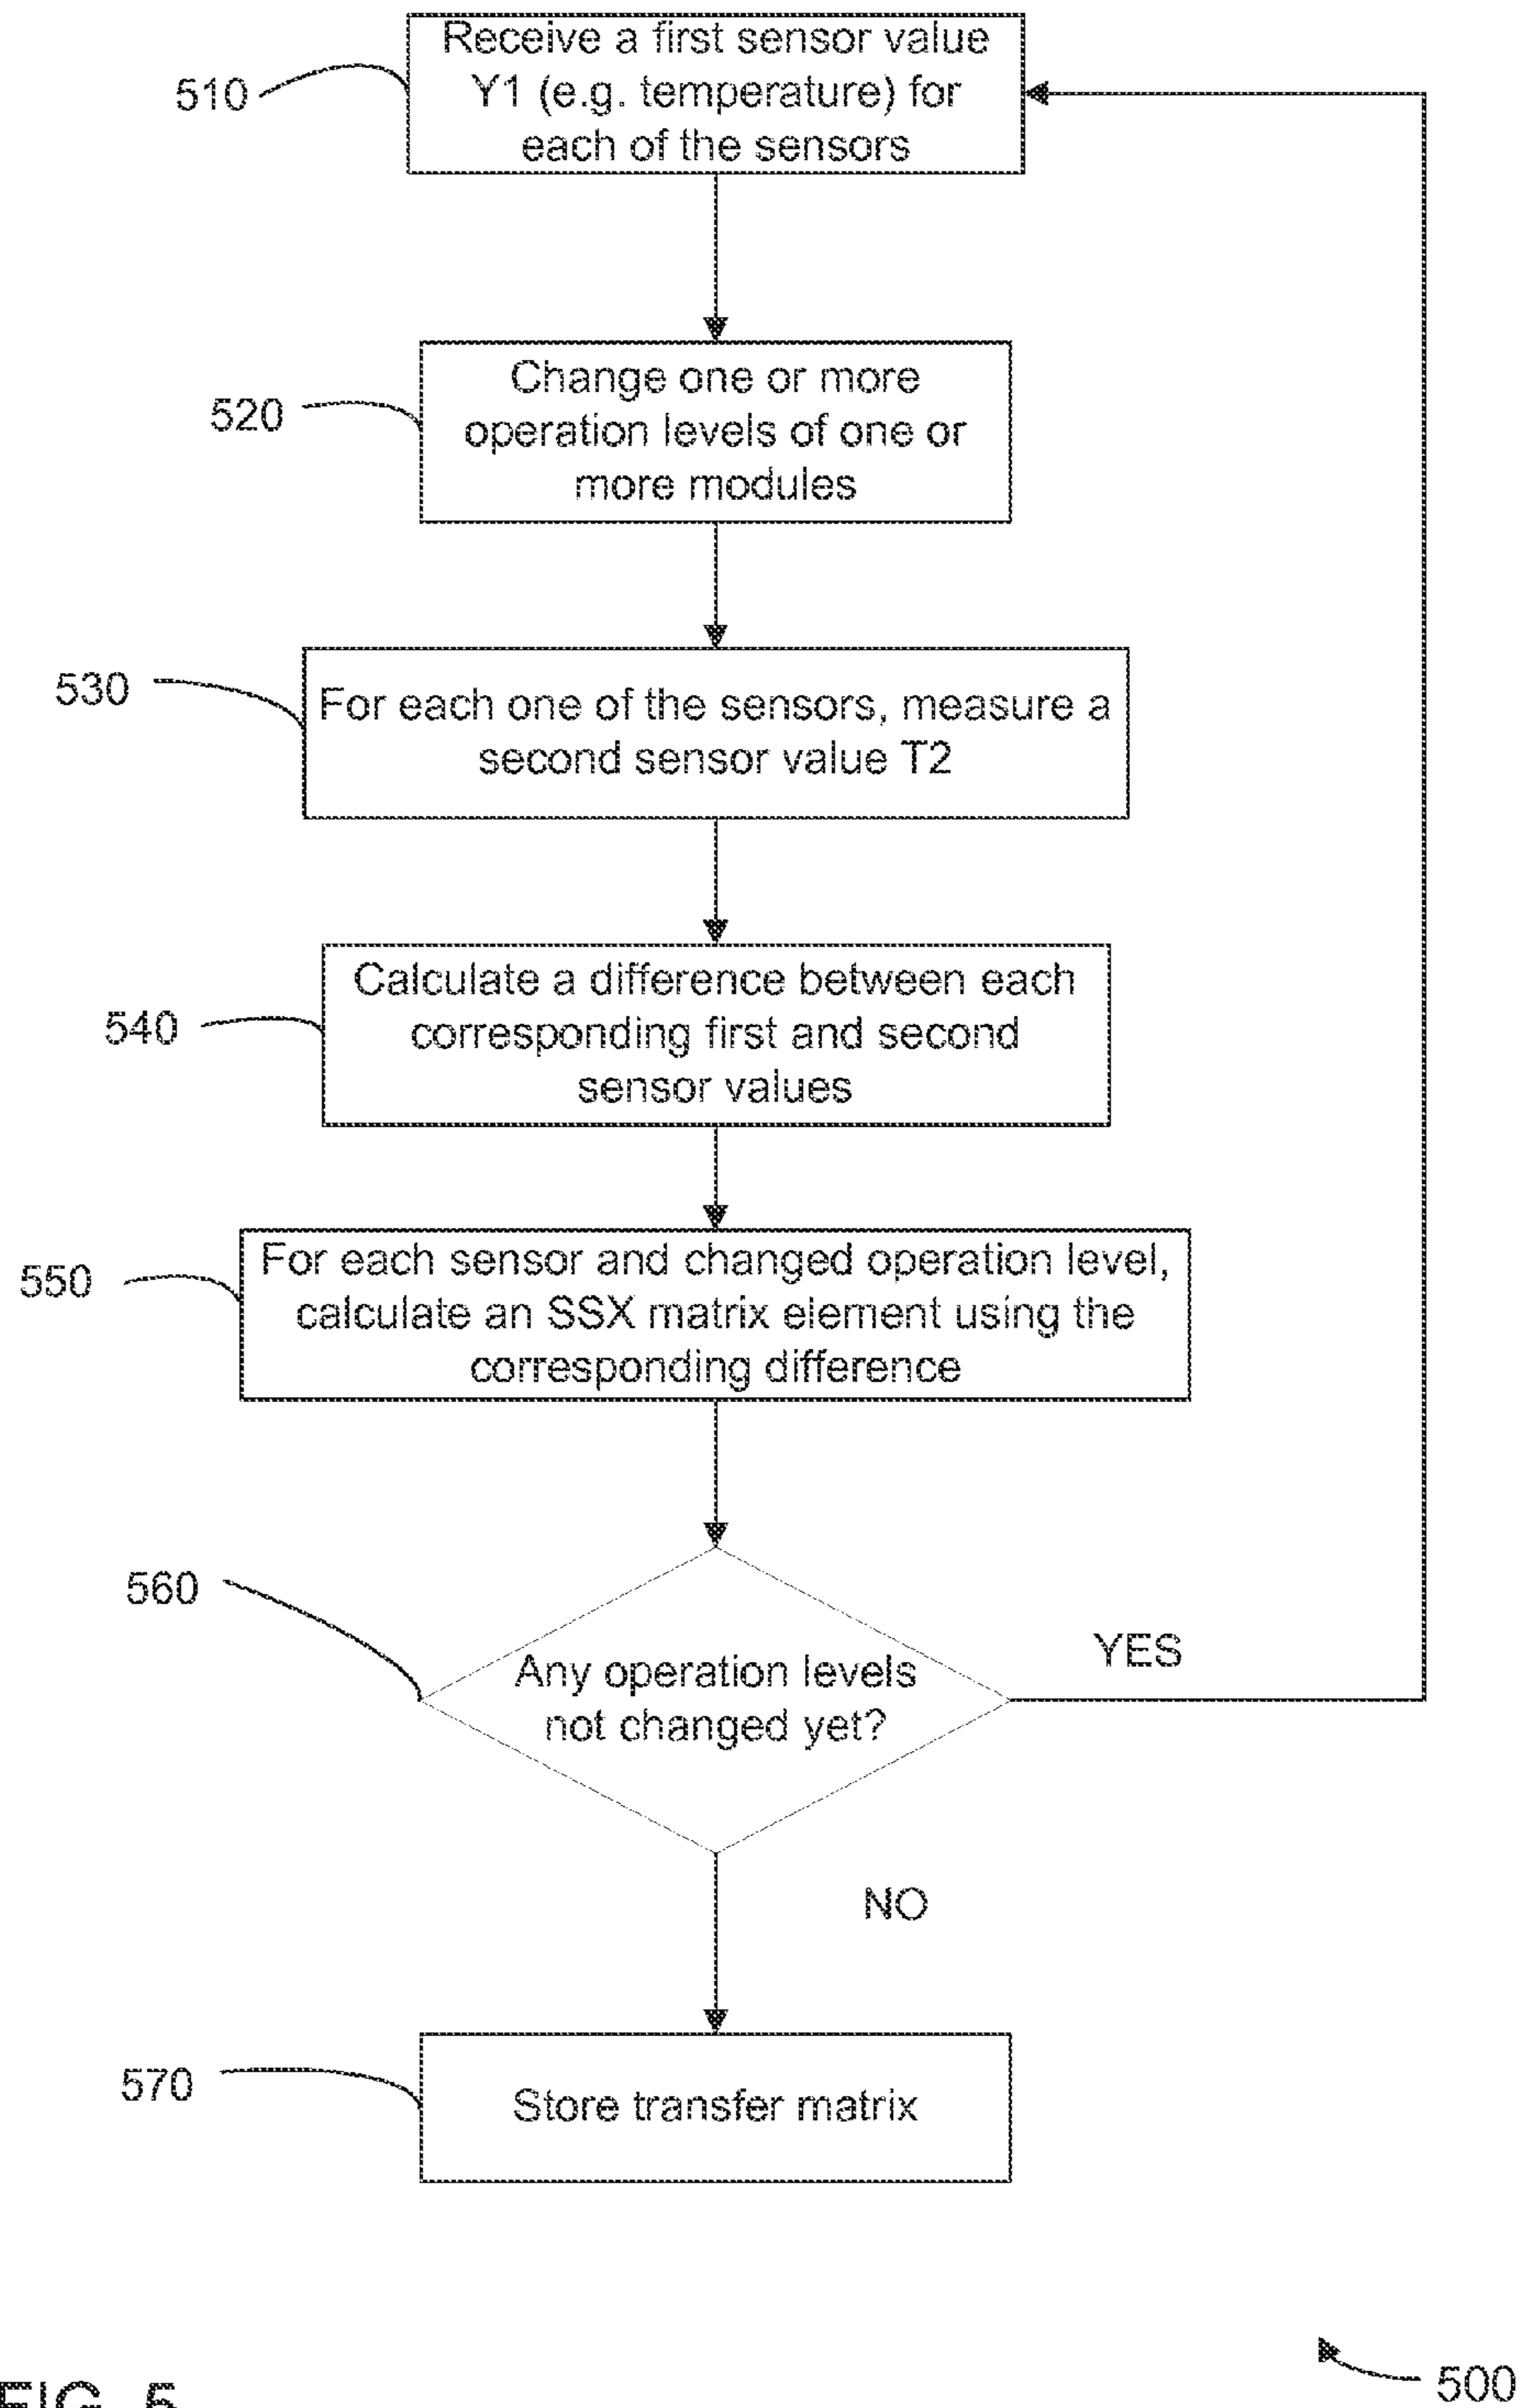 Receive a first sensor value
Y1 (e.g. temperature) for
each of the sensors
510
Change one or more
operation levels of one or
more modules
520
For each one of the sensors, measure a
second sensor value T2
530
Calculate a difference between each
corresponding first and second
sensor values
540
For each sensor and changed operation level,
calculate an SSX matrix element using the
corresponding difference
550
560
Any operation levels
not changed yet?
YES
NO
570
Store transfer matrix
500
FIG. 5